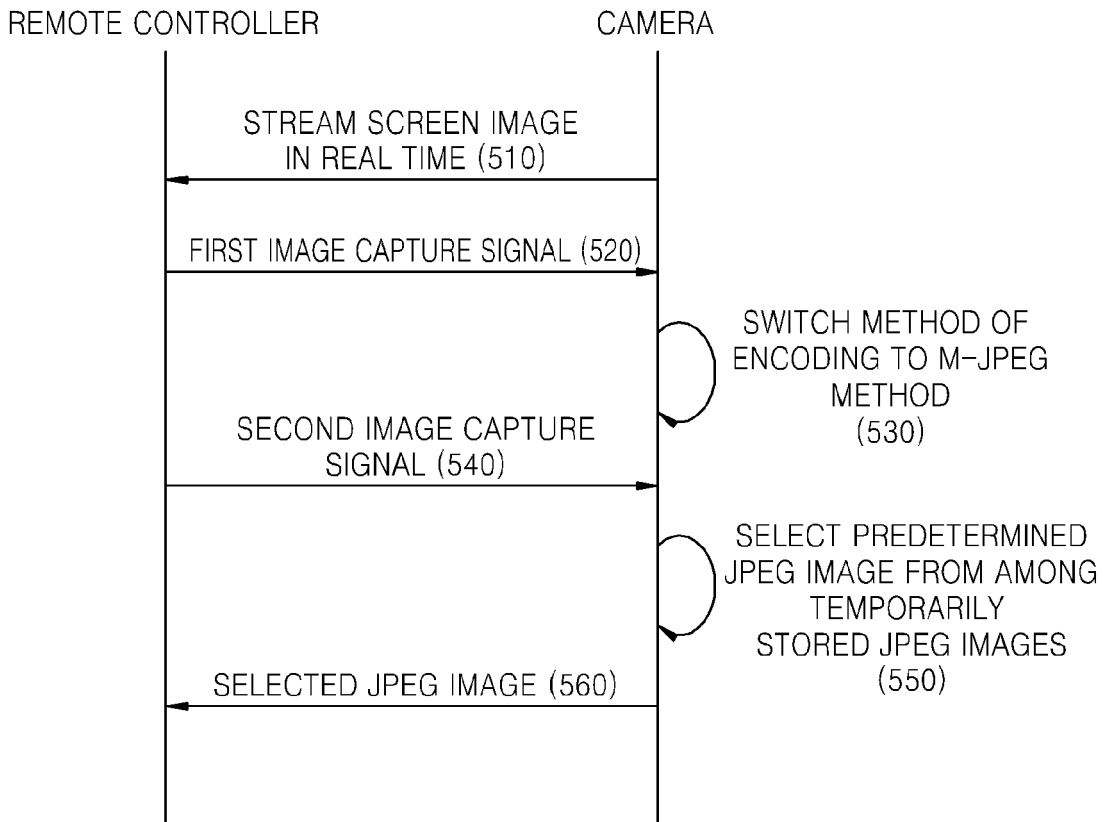 REMOTE CONTROLLER
CAMERA
STREAM SCREEN IMAGE
IN REAL TIME (510)
FIRST IMAGE CAPTURE SIGNAL (520)
SWITCH METHOD OF
ENCODING TO M-JPEG
METHOD
(530)
SECOND IMAGE CAPTURE
SIGNAL (540)
SELECT PREDETERMINED
JPEG IMAGE FROM AMONG
TEMPORARILY
STORED JPEG IMAGES
(550)
SELECTED JPEG IMAGE (560)